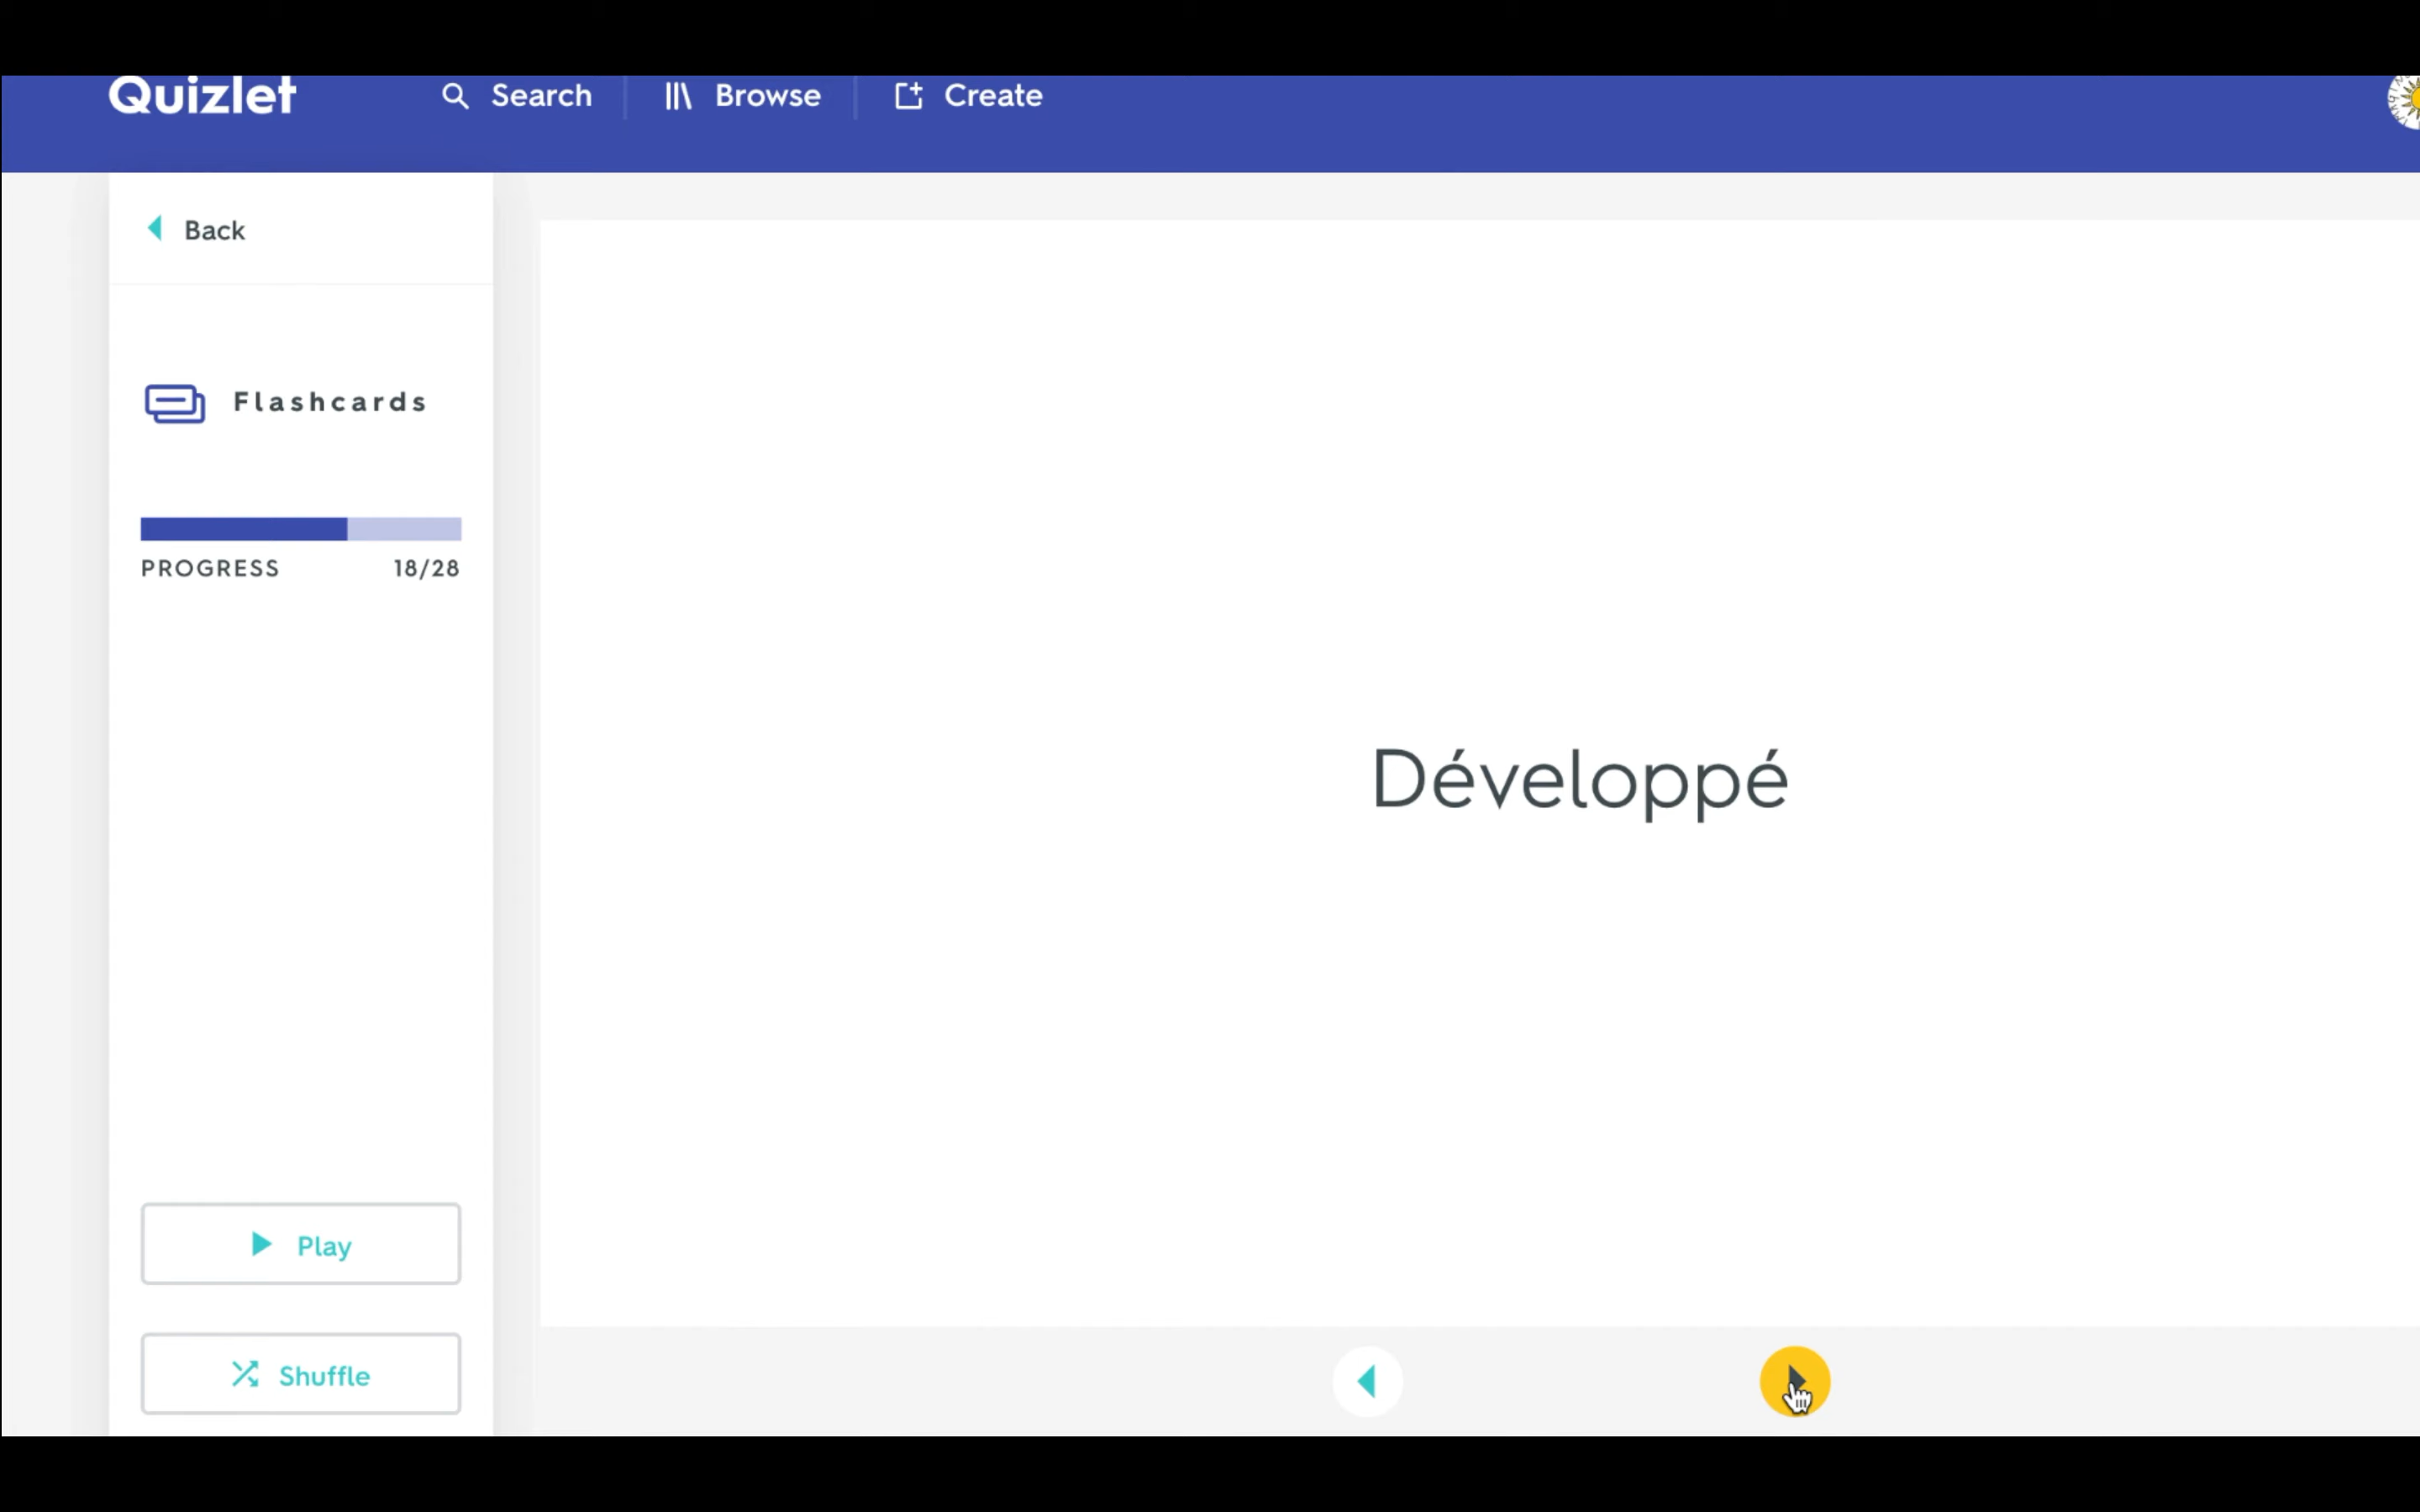 Quizlet
Search
Browse
Create
Back
Flashcards
PROGRESS 18/28
Développé
Play
Shuffle